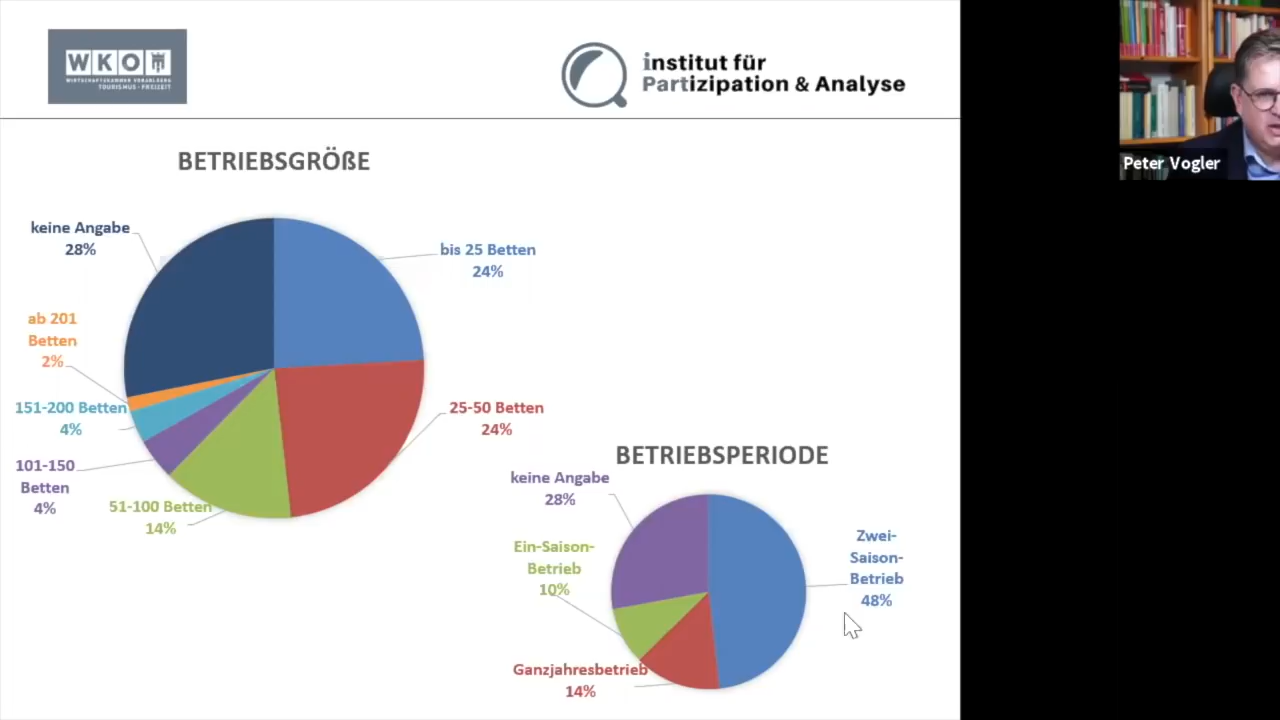 WKO
WIRTSCHAFTSKAMMER VORARLBERG
TOURISMUS · FREIZEIT
institut für
Partizipation & Analyse
Peter Vogler
BETRIEBSGRÖßE
keine Angabe
28%
bis 25 Betten
24%
ab 201
Betten
2%
151-200 Betten
4%
25-50 Betten
24%
101-150
Betten
4%
51-100 Betten
14%
BETRIEBSPERIODE
keine Angabe
28%
Zwei-
Saison-
Betrieb
48%
Ein-Saison-
Betrieb
10%
Ganzjahresbetrieb
14%